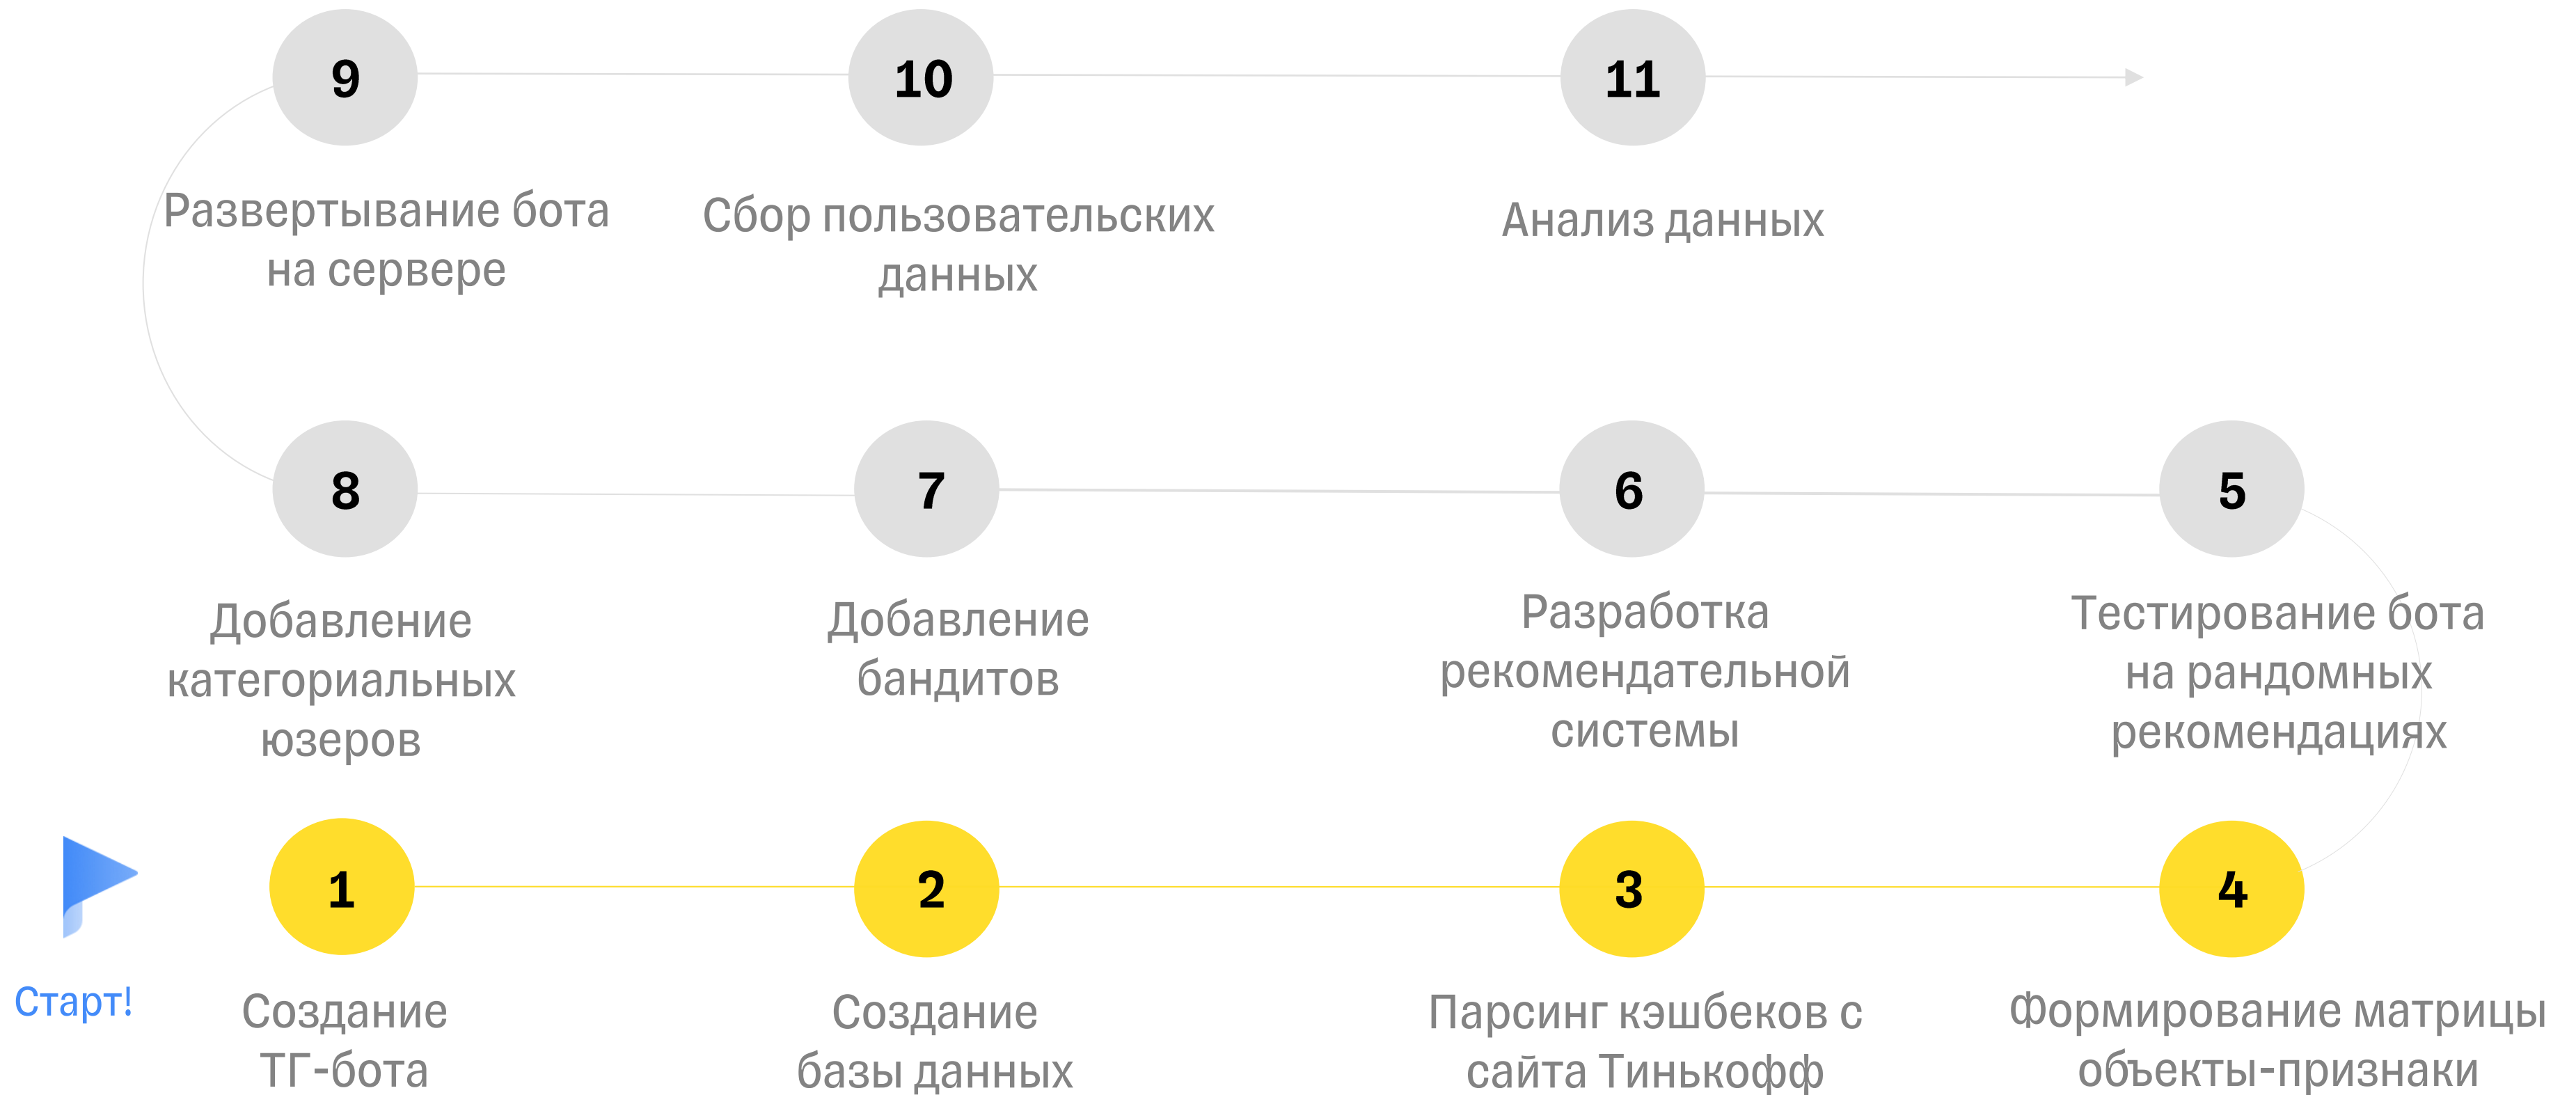 9
10
11
Развертывание бота
на сервере
Сбор пользовательских
данных
Анализ данных
8
7
6
5
Добавление
категориальных
юзеров
Добавление
бандитов
Разработка
рекомендательной
системы
Тестирование бота
на рандомных
рекомендациях
1
2
3
4
Старт!
Создание
ТГ-бота
Создание
базы данных
Парсинг кэшбеков с
сайта Тинькофф
Формирование матрицы
объекты-признаки